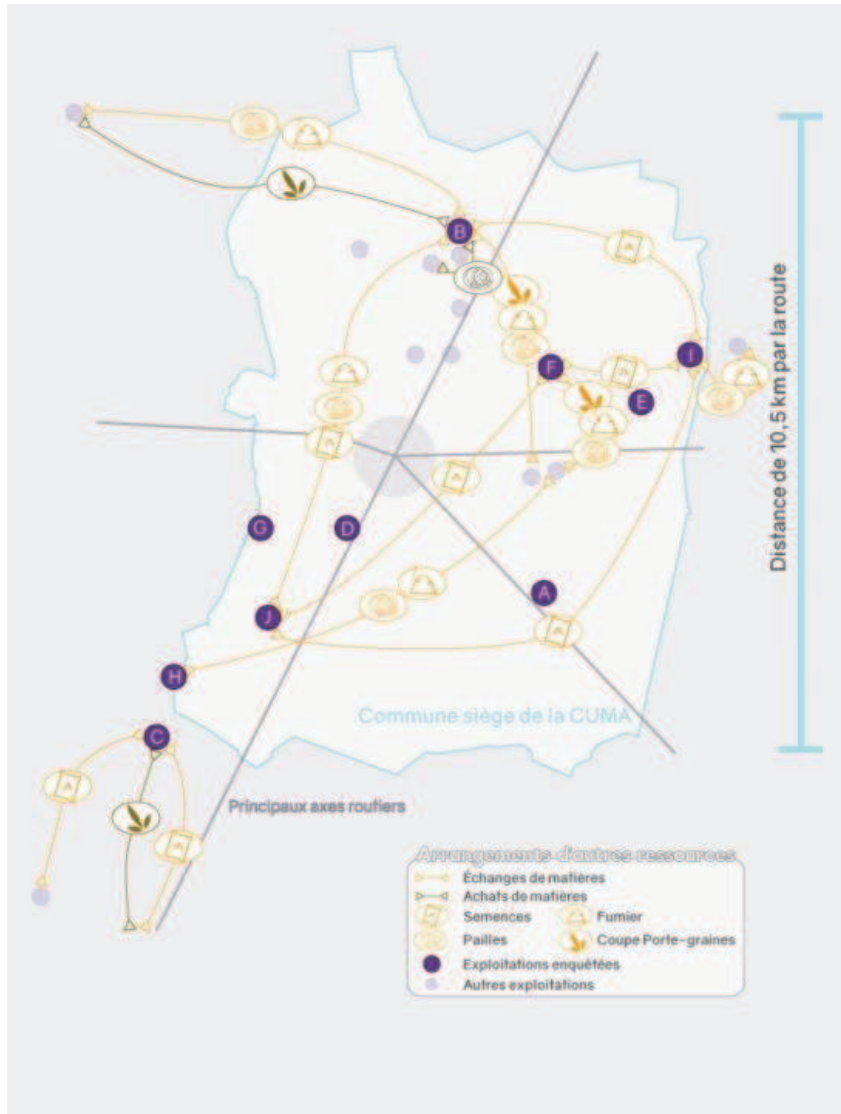 B
I
F
E
G
D
A
J
H
C
Distance de 10,5 km par la route
Commune siège de la CUMA
Principaux axes routiers
Arrangements d'autres ressources
Échanges de matières
Achats de matières
Semences
Fumier
Pailles
Coupe Porte-graines
Exploitations enquêtées
Autres exploitations